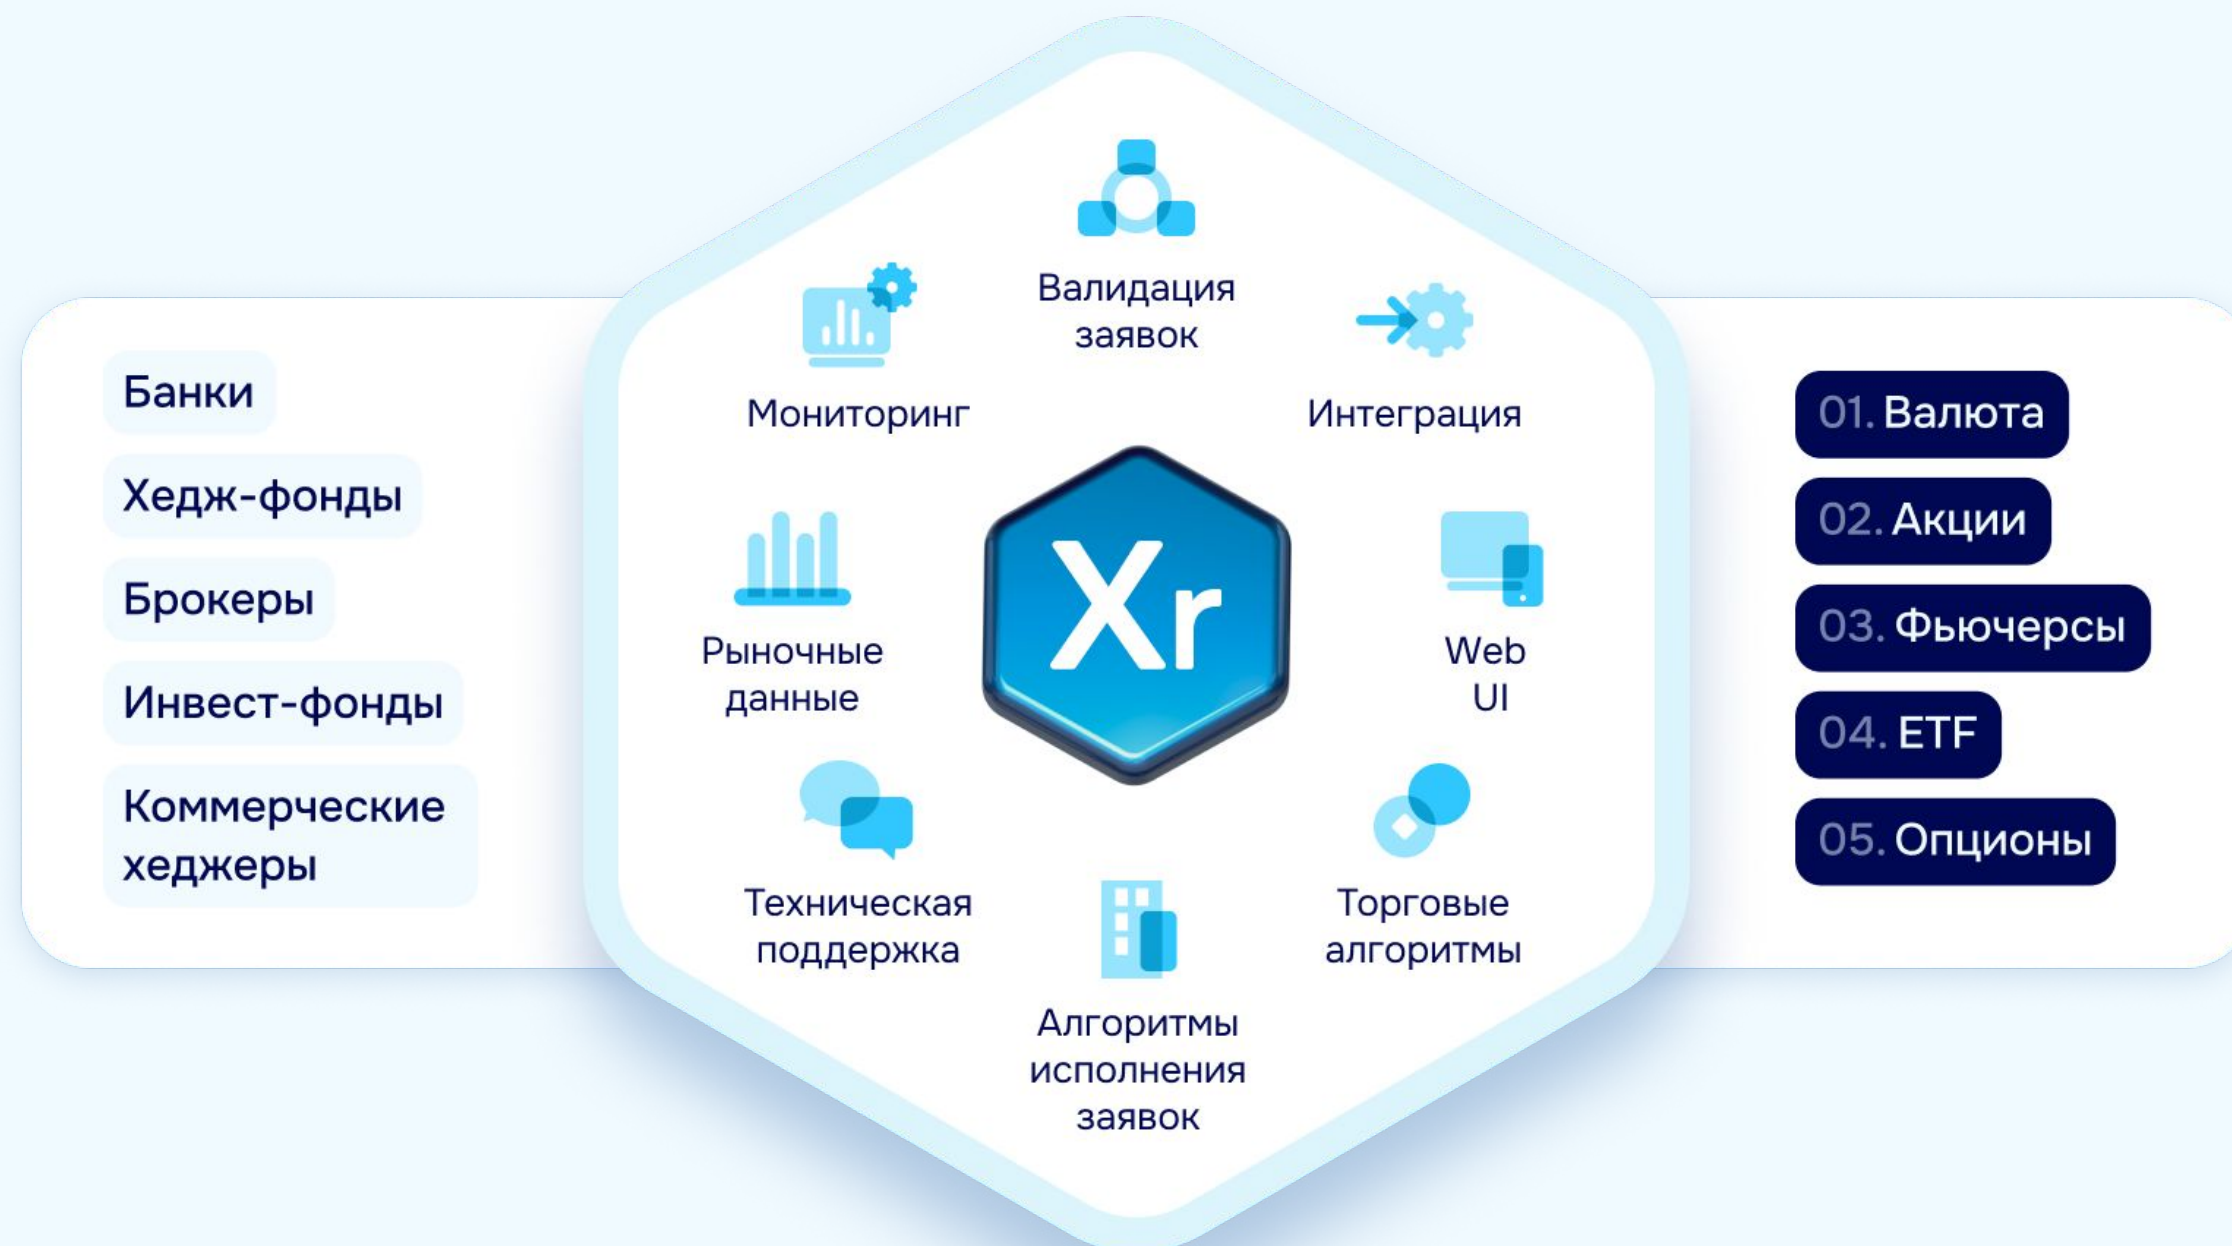 Банки
Хедж-фонды
Брокеры
Инвест-фонды
Коммерческие
хеджеры
Валидация
заявок
Мониторинг
Интеграция
Xr
Рыночные
данные
Web
UI
Техническая
поддержка
Торговые
алгоритмы
Алгоритмы
исполнения
заявок
01. Валюта
02. Акции
03. Фьючерсы
04. ETF
05. Опционы